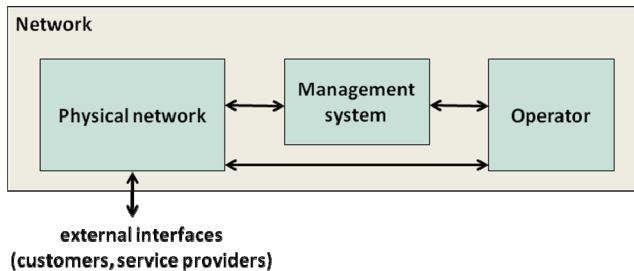 Network
Physical network
Management
system
Operator
external interfaces
(customers, service providers)